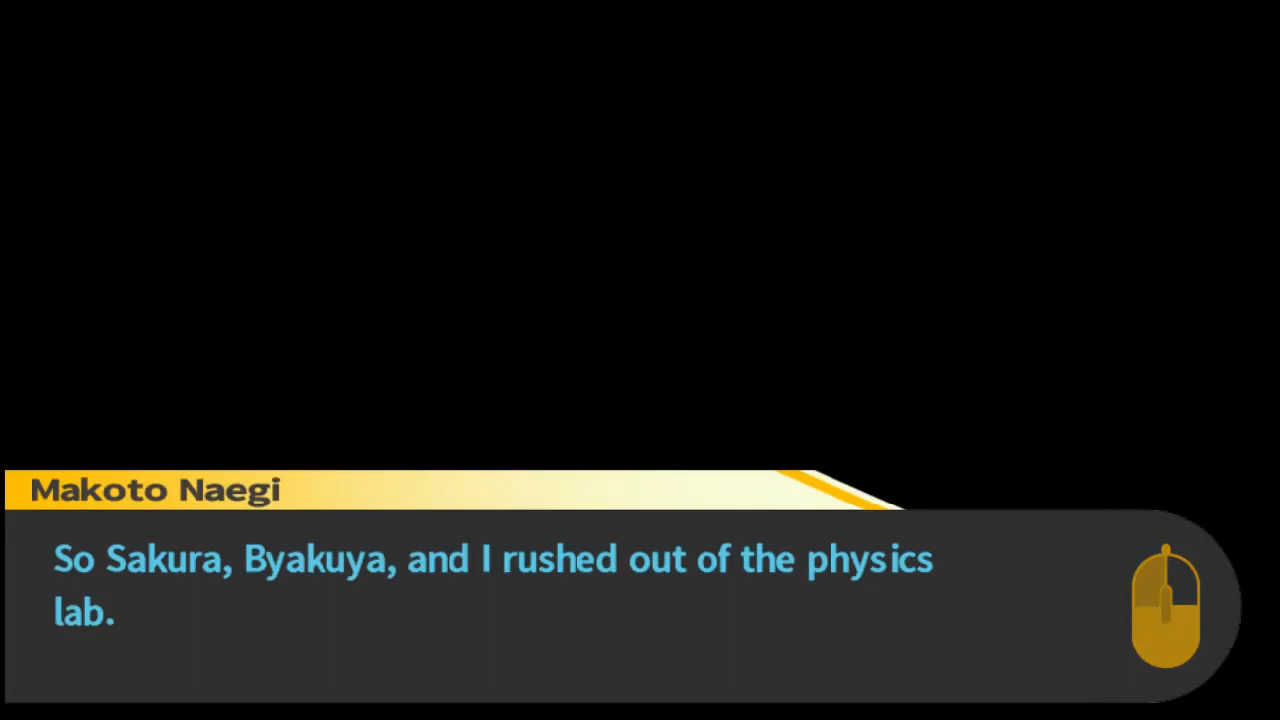 Makoto Naegi
So Sakura, Byakuya, and I rushed out of the physics
lab.